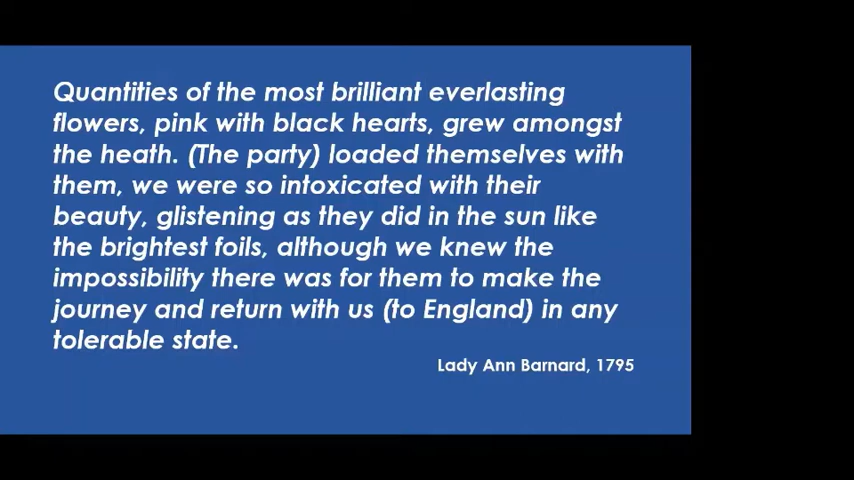 Quantities of the most brilliant everlasting
flowers, pink with black hearts, grew amongst
the heath. (The party) loaded themselves with
them, we were so intoxicated with their
beauty, glistening as they did in the sun like
the brightest foils, although we knew the
impossibility there was for them to make the
journey and return with us (to England) in any
tolerable state.
Lady Ann Barnard, 1795